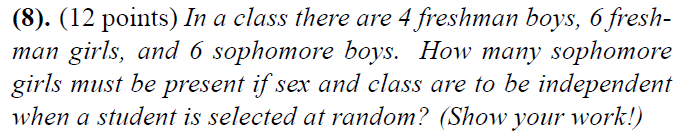 (8). (12 points) In a class there are 4 freshman boys, 6 fresh-
man girls, and 6 sophomore boys. How many sophomore
girls must be present if sex and class are to be independent
when a student is selected at random? (Show your work!)